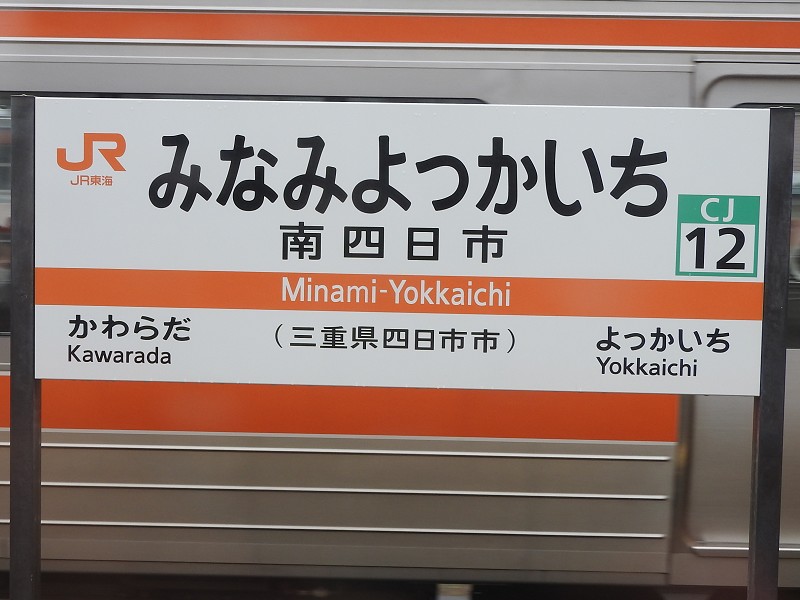 JR
JR東海
みなみよっかいち
南四日市
CJ
12
Minami-Yokkaichi
かわらだ
Kawarada
(三重県四日市市)
よっかいち
Yokkaichi